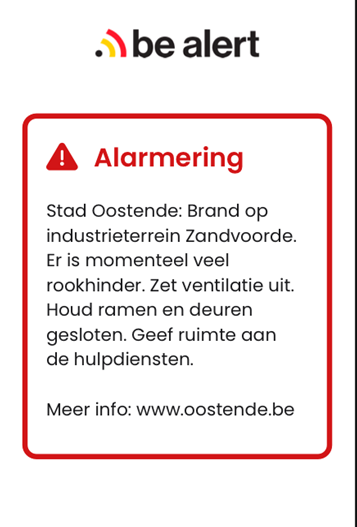 be alert
Alarmering
Stad Oostende: Brand op
industrieterrein Zandvoorde.
Er is momenteel veel
rookhinder. Zet ventilatie uit.
Houd ramen en deuren
gesloten. Geef ruimte aan
de hulpdiensten.
Meer info: www.oostende.be